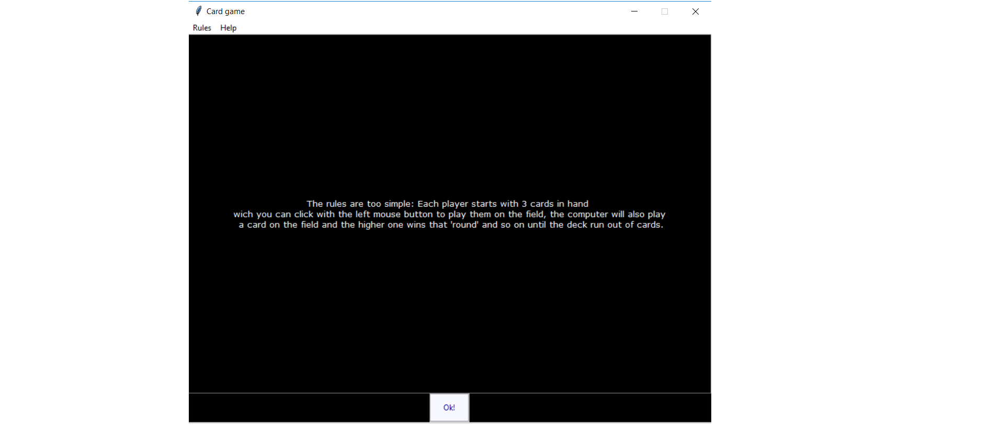 Card game
Rules Help
The rules are too simple: Each player starts with 3 cards in hand
wich you can click with the left mouse button to play them on the field, the computer will also play
a card on the field and the higher one wins that 'round' and so on until the deck run out of cards.
Ok!